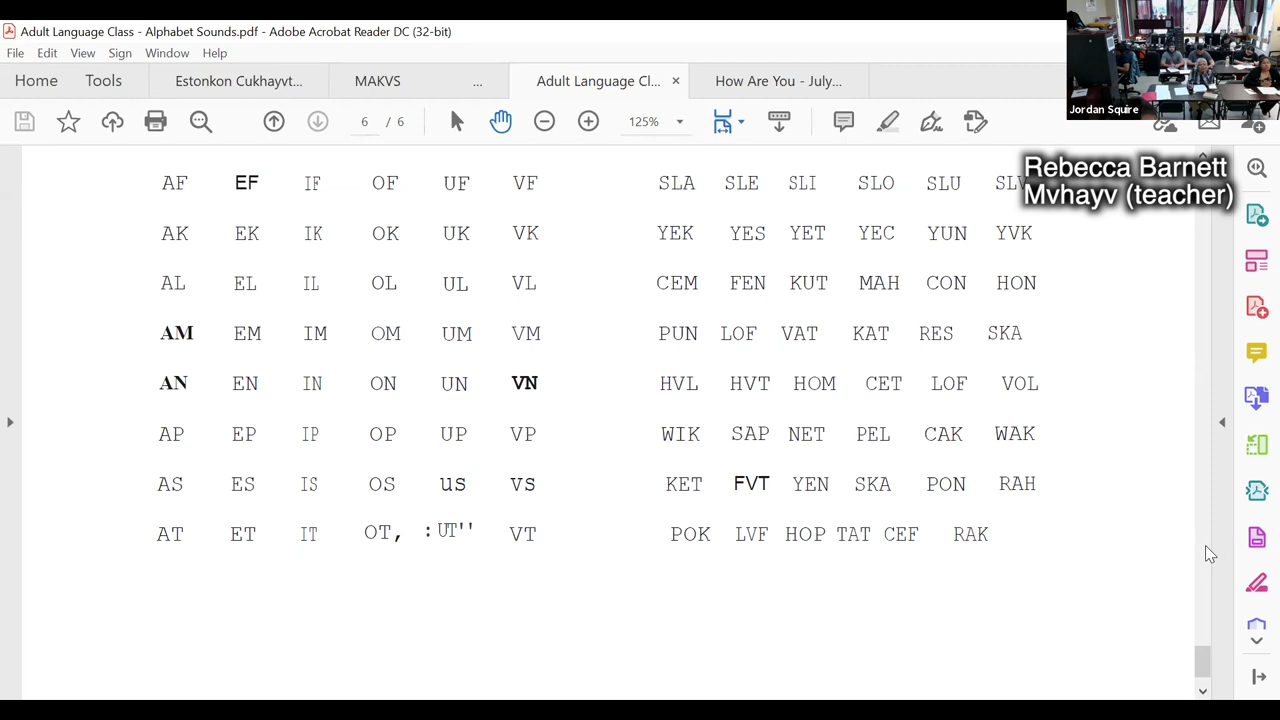 Adult Language Class - Alphabet Sounds.pdf - Adobe Acrobat Reader DC (32-bit)
File Edit View Sign Window Help
Home Tools Estonkon Cukhayvt... MAKVS ... Adult Language Cl... × How Are You - July...
6 / 6 125%
Jordan Squire
Rebecca Barnett
Mvhayv (teacher)
AF EF IF OF UF VF SLA SLE SLI SLO SLU SLV
AK EK IK OK UK VK YEK YES YET YEC YUN YVK
AL EL IL OL UL VL CEM FEN KUT MAH CON HON
AM EM IM OM UM VM PUN LOF VAT KAT RES SKA
AN EN IN ON UN VN HVL HVT HOM CET LOF VOL
AP EP IP OP UP VP WIK SAP NET PEL CAK WAK
AS ES IS OS us VS KET FVT YEN SKA PON RAH
AT ET IT OT, :UT'' VT POK LVF HOP TAT CEF RAK